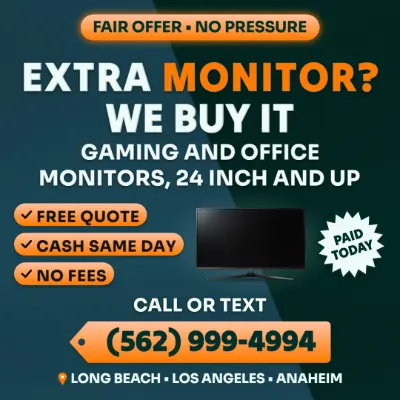 FAIR OFFER • NO PRESSURE
EXTRA MONITOR?
WE BUY IT
GAMING AND OFFICE
MONITORS, 24 INCH AND UP
✓ FREE QUOTE
✓ CASH SAME DAY
✓ NO FEES
PAID
TODAY
CALL OR TEXT
(562) 999-4994
LONG BEACH • LOS ANGELES • ANAHEIM